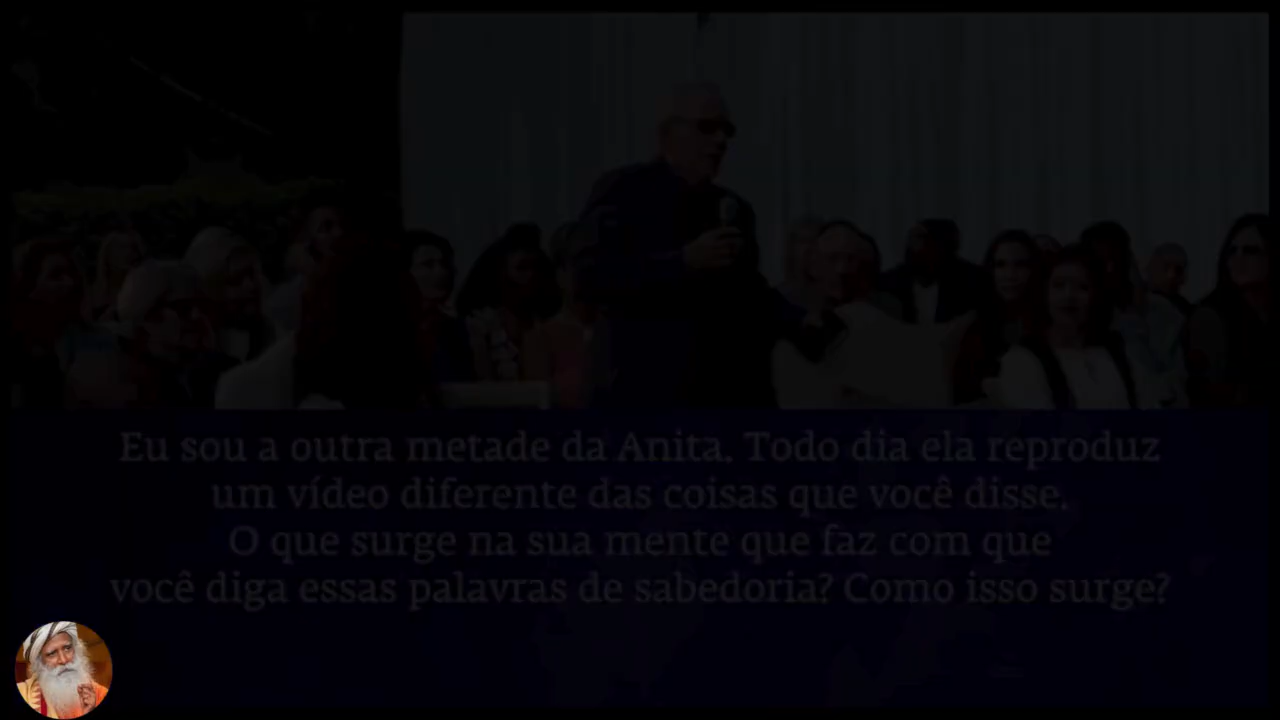 Eu sou a outra metade da Anita. Todo dia ela reproduz
um vídeo diferente das coisas que você disse.
O que surge na sua mente que faz com que
você diga essas palavras de sabedoria? Como isso surge?